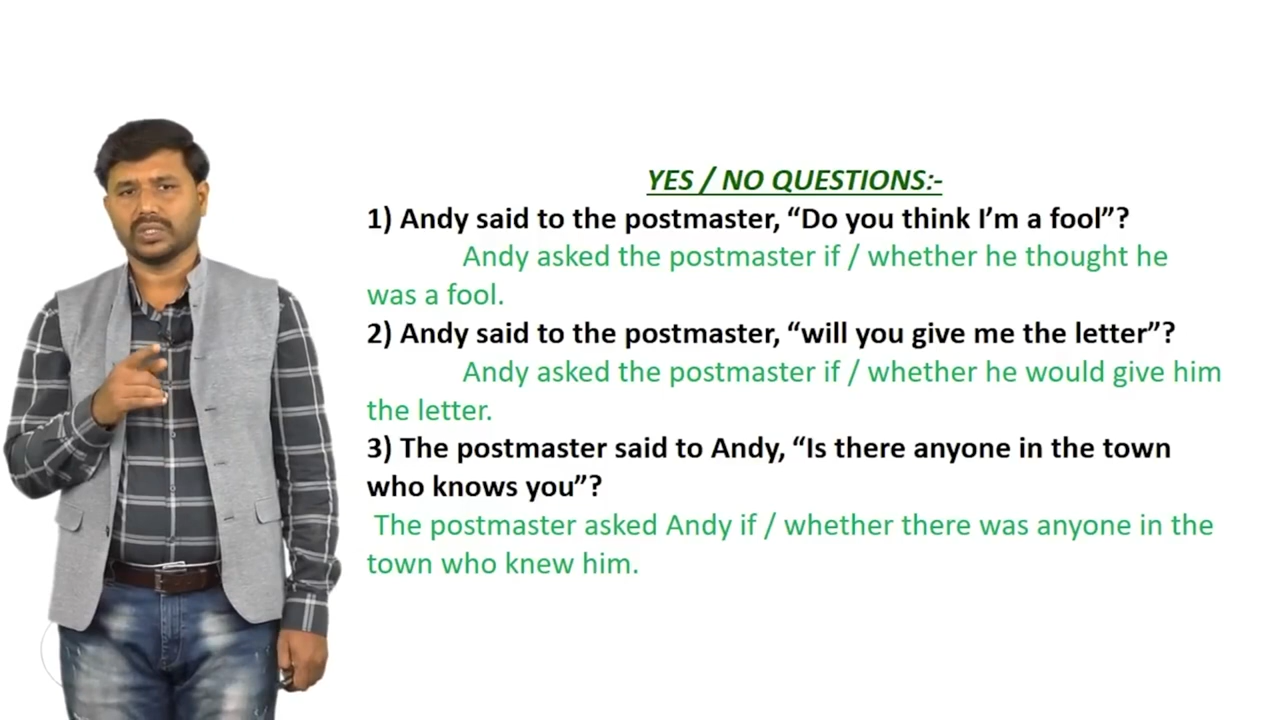 YES / NO QUESTIONS:-
1) Andy said to the postmaster, “Do you think I’m a fool”?
Andy asked the postmaster if / whether he thought he
was a fool.
2) Andy said to the postmaster, “will you give me the letter”?
Andy asked the postmaster if / whether he would give him
the letter.
3) The postmaster said to Andy, “Is there anyone in the town
who knows you”?
The postmaster asked Andy if / whether there was anyone in the
town who knew him.